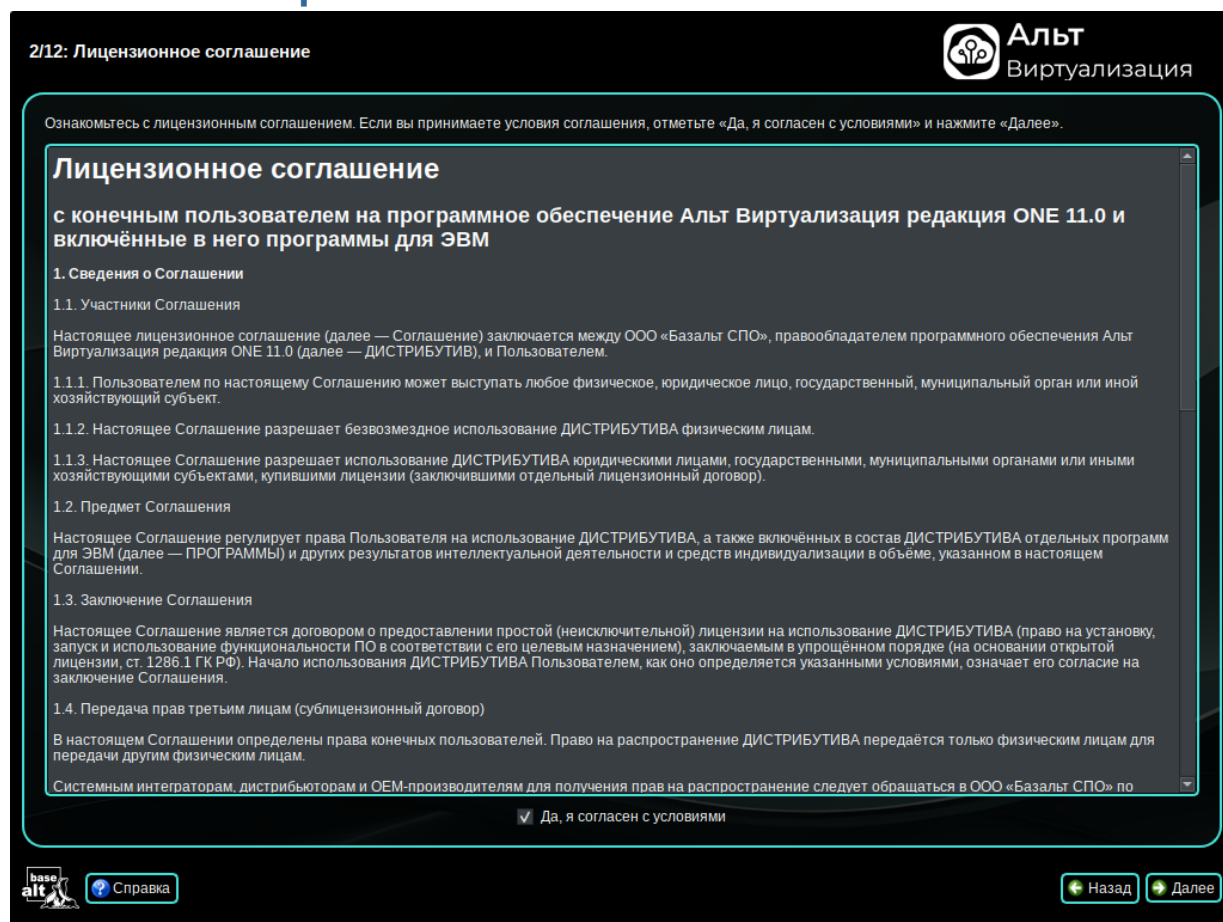 2/12: Лицензионное соглашение
Альт
Виртуализация
Ознакомьтесь с лицензионным соглашением. Если вы принимаете условия соглашения, отметьте «Да, я согласен с условиями» и нажмите «Далее».
Лицензионное соглашение
с конечным пользователем на программное обеспечение Альт Виртуализация редакция ONE 11.0 и
включённые в него программы для ЭВМ
1. Сведения о Соглашении
1.1. Участники Соглашения
Настоящее лицензионное соглашение (далее — Соглашение) заключается между ООО «Базальт СПО», правообладателем программного обеспечения Альт
Виртуализация редакция ONE 11.0 (далее — ДИСТРИБУТИВ), и Пользователем.
1.1.1. Пользователем по настоящему Соглашению может выступать любое физическое, юридическое лицо, государственный, муниципальный орган или иной
хозяйствующий субъект.
1.1.2. Настоящее Соглашение разрешает безвозмездное использование ДИСТРИБУТИВА физическим лицам.
1.1.3. Настоящее Соглашение разрешает использование ДИСТРИБУТИВА юридическими лицами, государственными, муниципальными органами или иными
хозяйствующими субъектами, купившими лицензии (заключившими отдельный лицензионный договор).
1.2. Предмет Соглашения
Настоящее Соглашение регулирует права Пользователя на использование ДИСТРИБУТИВА, а также включённых в состав ДИСТРИБУТИВА отдельных программ
для ЭВМ (далее — ПРОГРАММЫ) и других результатов интеллектуальной деятельности и средств индивидуализации в объёме, указанном в настоящем
Соглашении.
1.3. Заключение Соглашения
Настоящее Соглашение является договором о предоставлении простой (неисключительной) лицензии на использование ДИСТРИБУТИВА (право на установку,
запуск и использование функциональности ПО в соответствии с его целевым назначением), заключаемым в упрощённом порядке (на основании открытой
лицензии, ст. 1286.1 ГК РФ). Начало использования ДИСТРИБУТИВА Пользователем, как оно определяется указанными условиями, означает его согласие на
заключение Соглашения.
1.4. Передача прав третьим лицам (сублицензионный договор)
В настоящем Соглашении определены права конечных пользователей. Право на распространение ДИСТРИБУТИВА передаётся только физическим лицам для
передачи другим физическим лицам.
Системным интеграторам, дистрибьюторам и OEM-производителям для получения прав на распространение следует обращаться в ООО «Базальт СПО» по
Да, я согласен с условиями
base
alt
Справка
Назад
Далее